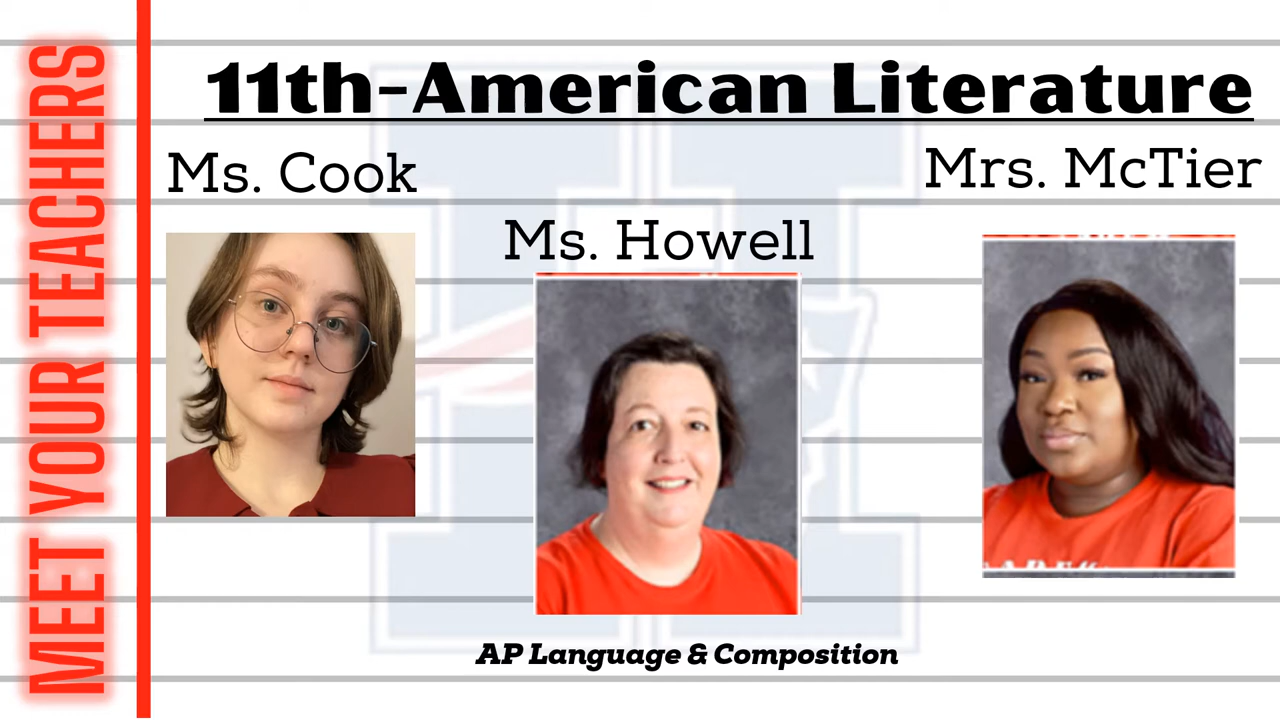 MEET YOUR TEACHERS
11th-American Literature
Ms. Cook
Mrs. McTier
Ms. Howell
AP Language & Composition